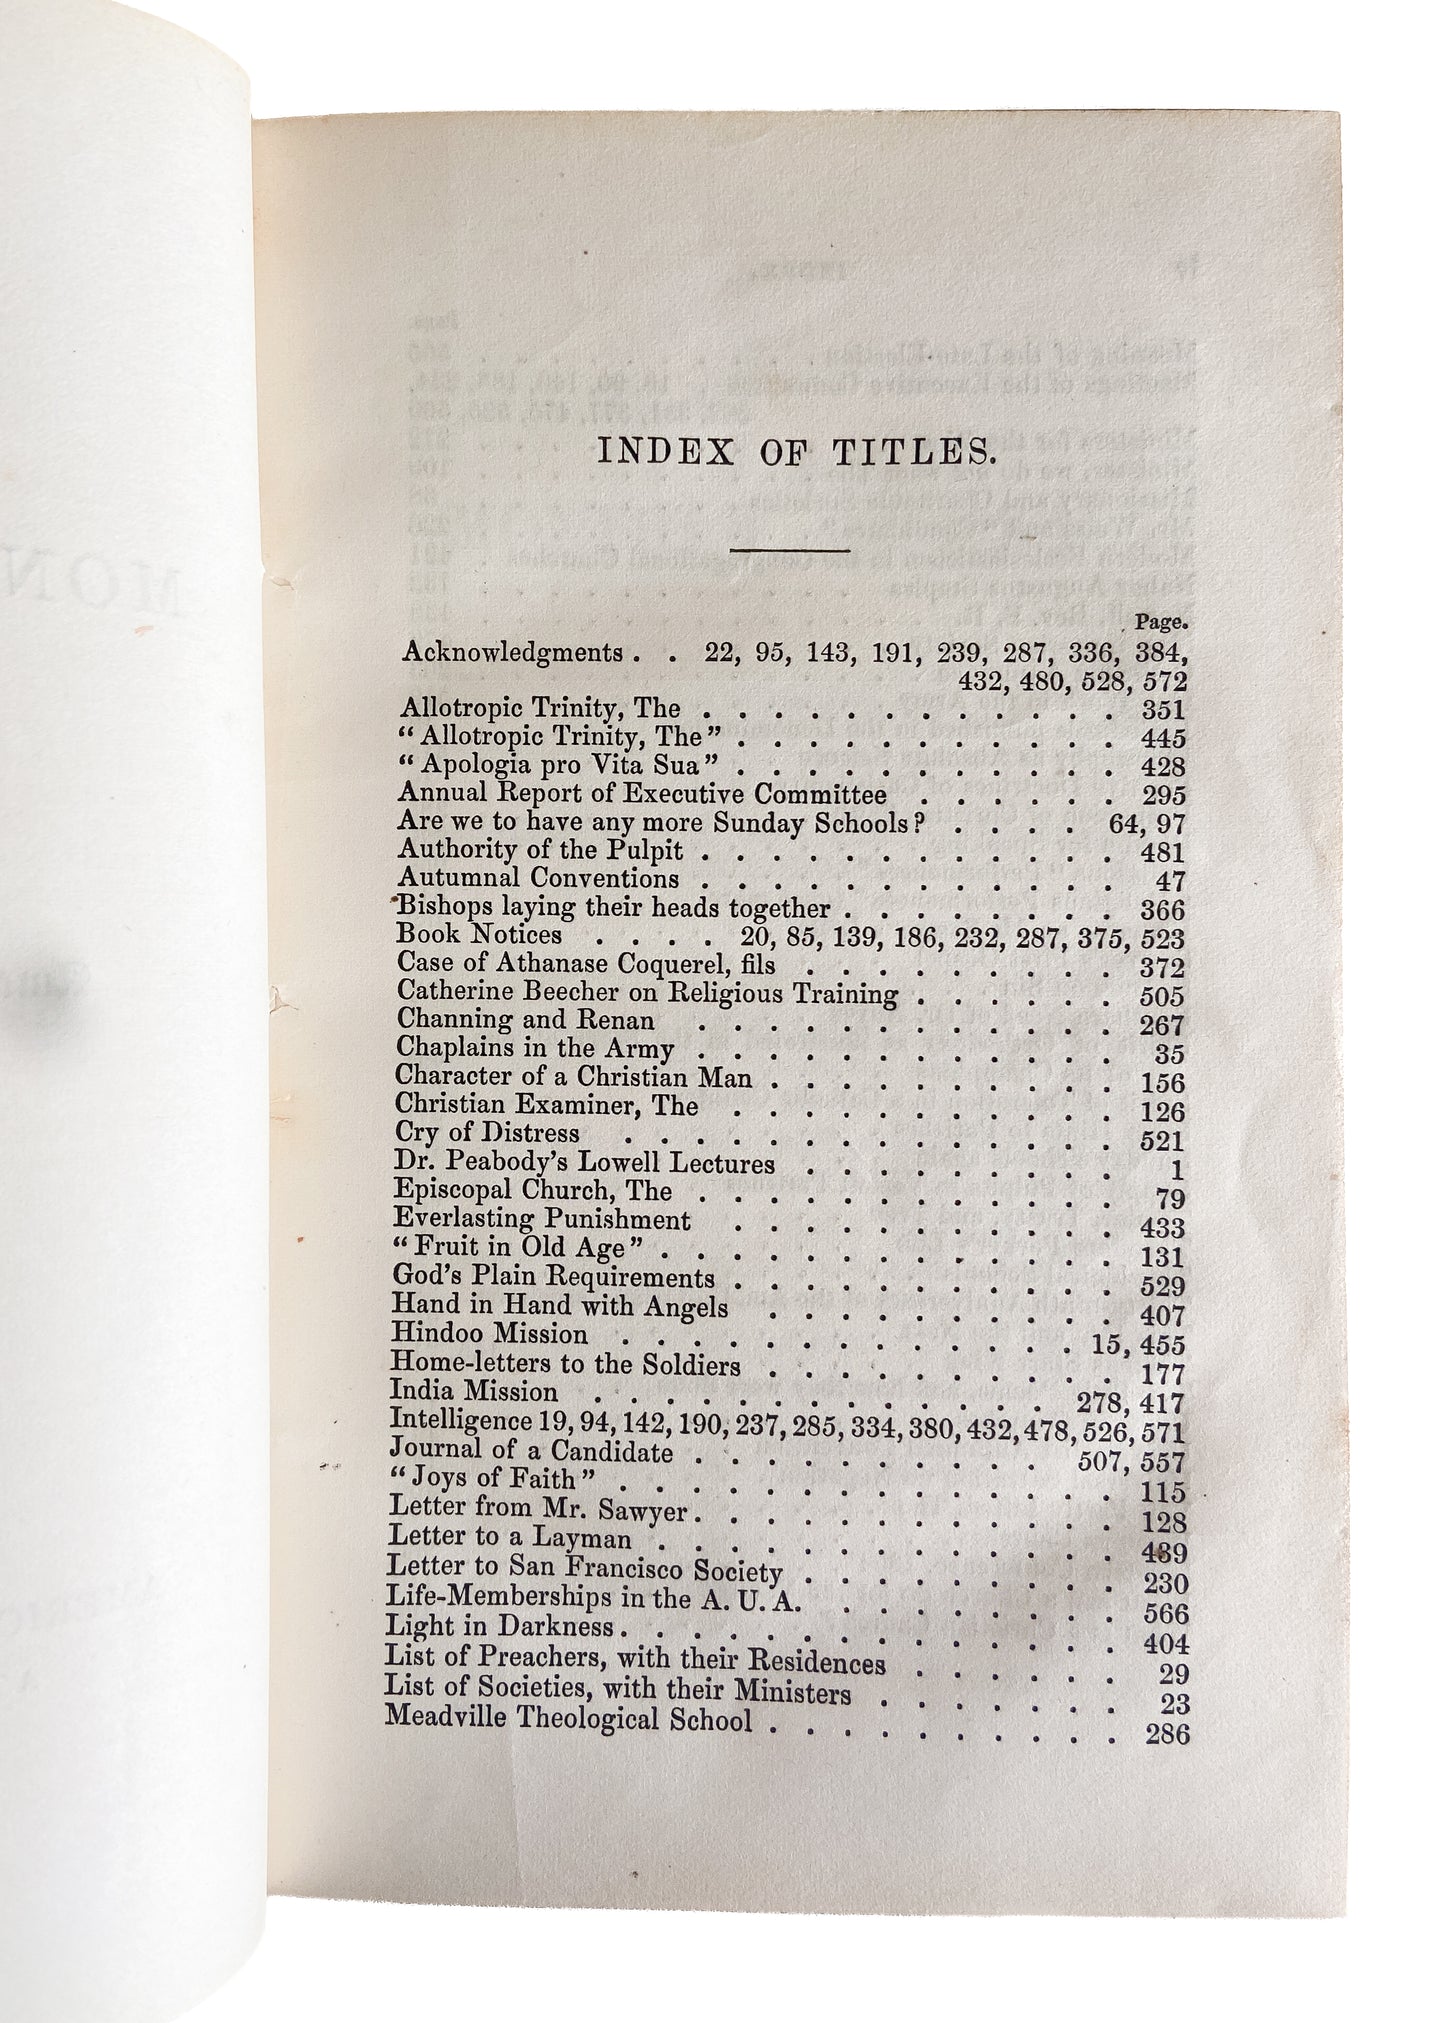 INDEX OF TITLES.
Page.
Acknowledgments . . 22, 95, 143, 191, 239, 287, 336, 384,
432, 480, 528, 572
Allotropic Trinity, The . . . . . . . . . . . . 351
“Allotropic Trinity, The” . . . . . . . . . . . 445
“Apologia pro Vita Sua” . . . . . . . . . . . 428
Annual Report of Executive Committee . . . . . . 295
Are we to have any more Sunday Schools? . . . . 64, 97
Authority of the Pulpit . . . . . . . . . . . . 481
Autumnal Conventions . . . . . . . . . . . . 47
Bishops laying their heads together . . . . . . . . 366
Book Notices . . . . 20, 85, 139, 186, 232, 287, 375, 523
Case of Athanase Coquerel, fils . . . . . . . . . 372
Catherine Beecher on Religious Training . . . . . . 505
Channing and Renan . . . . . . . . . . . . 267
Chaplains in the Army . . . . . . . . . . . . 35
Character of a Christian Man . . . . . . . . . . 156
Christian Examiner, The . . . . . . . . . . . 126
Cry of Distress . . . . . . . . . . . . . . 521
Dr. Peabody’s Lowell Lectures . . . . . . . . . 1
Episcopal Church, The . . . . . . . . . . . . 79
Everlasting Punishment . . . . . . . . . . . 433
“Fruit in Old Age” . . . . . . . . . . . . . 131
God’s Plain Requirements . . . . . . . . . . . 529
Hand in Hand with Angels . . . . . . . . . . 407
Hindoo Mission . . . . . . . . . . . . . 15, 455
Home-letters to the Soldiers . . . . . . . . . . 177
India Mission . . . . . . . . . . . . . 278, 417
Intelligence 19, 94, 142, 190, 237, 285, 334, 380, 432, 478, 526, 571
Journal of a Candidate . . . . . . . . . . 507, 557
“Joys of Faith” . . . . . . . . . . . . . . 115
Letter from Mr. Sawyer . . . . . . . . . . . . 128
Letter to a Layman . . . . . . . . . . . . . 439
Letter to San Francisco Society . . . . . . . . . 230
Life-Memberships in the A. U. A. . . . . . . . . 566
Light in Darkness . . . . . . . . . . . . . . 404
List of Preachers, with their Residences . . . . . . 29
List of Societies, with their Ministers . . . . . . . 23
Meadville Theological School . . . . . . . . . . 286